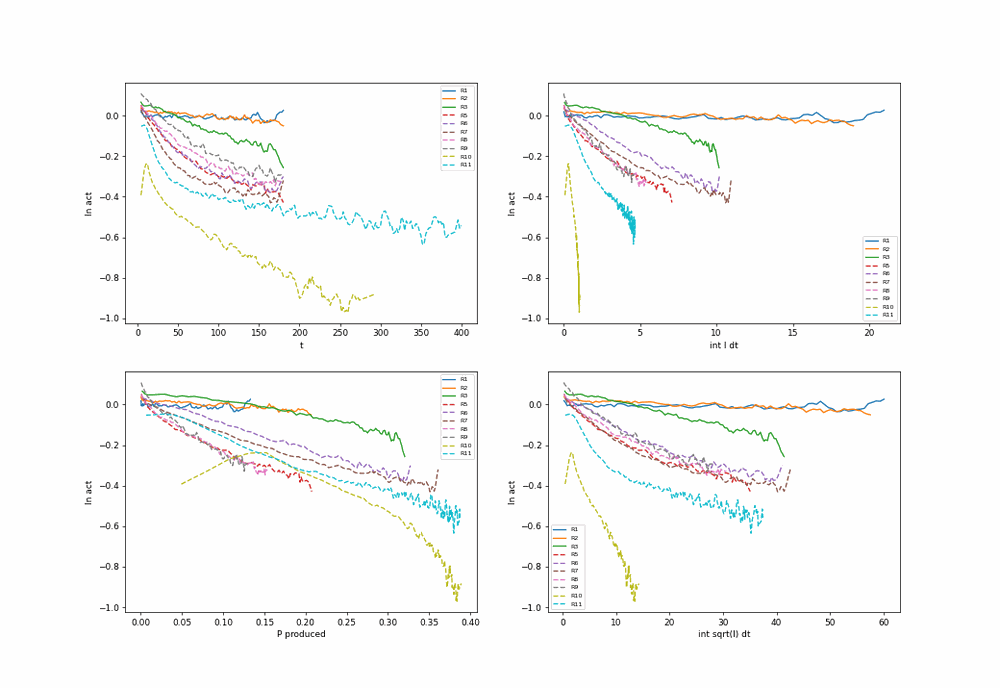 0.0
−0.2
−0.4
−0.6
−0.8
−1.0
ln act
0
50
100
150
200
250
300
350
400
t
R1
R2
R3
R5
R6
R7
R8
R9
R10
R11
0.0
−0.2
−0.4
−0.6
−0.8
−1.0
ln act
0
5
10
15
20
int I dt
R1
R2
R3
R5
R6
R7
R8
R9
R10
R11
0.0
−0.2
−0.4
−0.6
−0.8
−1.0
ln act
0.00
0.05
0.10
0.15
0.20
0.25
0.30
0.35
0.40
P produced
R1
R2
R3
R5
R6
R7
R8
R9
R10
R11
0.0
−0.2
−0.4
−0.6
−0.8
−1.0
ln act
0
10
20
30
40
50
60
int sqrt(I) dt
R1
R2
R3
R5
R6
R7
R8
R9
R10
R11